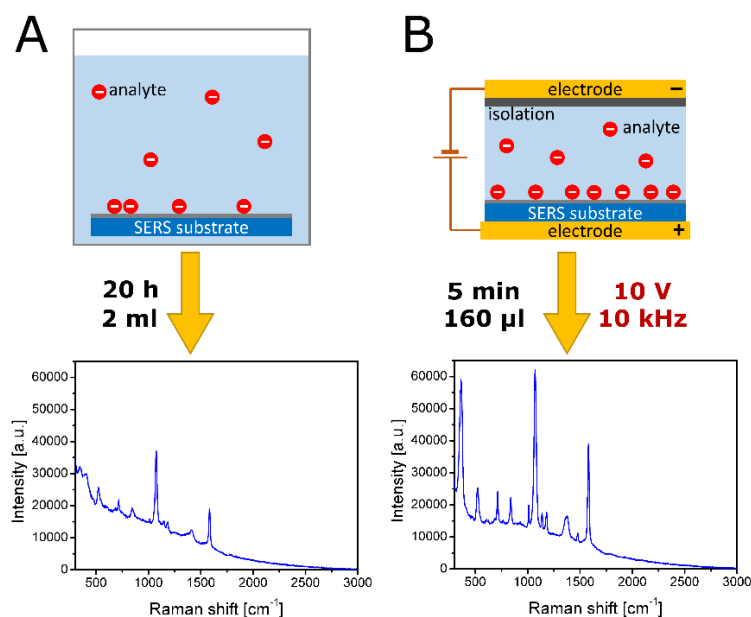 A
analyte
SERS substrate
20 h
2 ml
60000
50000
40000
30000
20000
10000
0
500
1000
1500
2000
2500
3000
Intensity [a.u.]
Raman shift [cm⁻¹]
B
electrode −
isolation
analyte
SERS substrate
electrode +
5 min
160 µl
10 V
10 kHz
60000
50000
40000
30000
20000
10000
0
500
1000
1500
2000
2500
3000
Intensity [a.u.]
Raman shift [cm⁻¹]